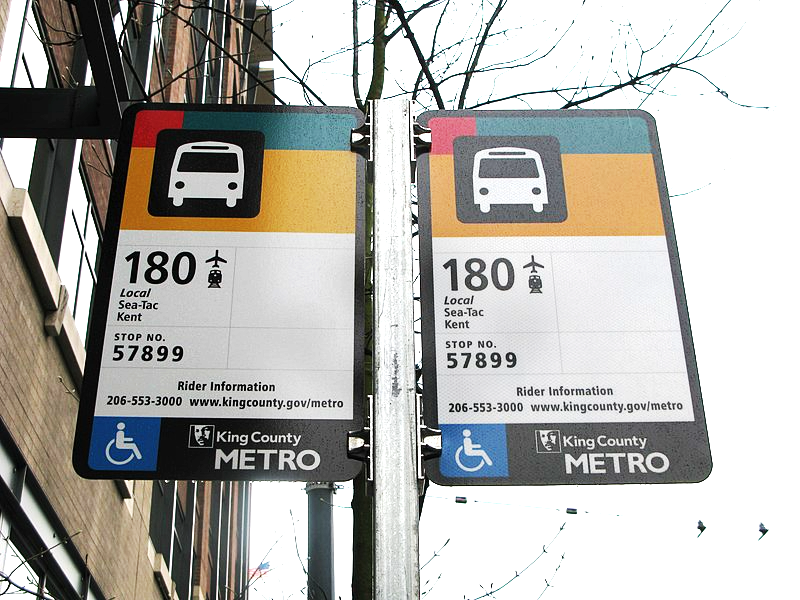 180
Local
Sea-Tac
Kent
STOP NO.
57899
Rider Information
206-553-3000 www.kingcounty.gov/metro
King County
METRO
180
Local
Sea-Tac
Kent
STOP NO.
57899
Rider Information
206-553-3000 www.kingcounty.gov/metro
King County
METRO